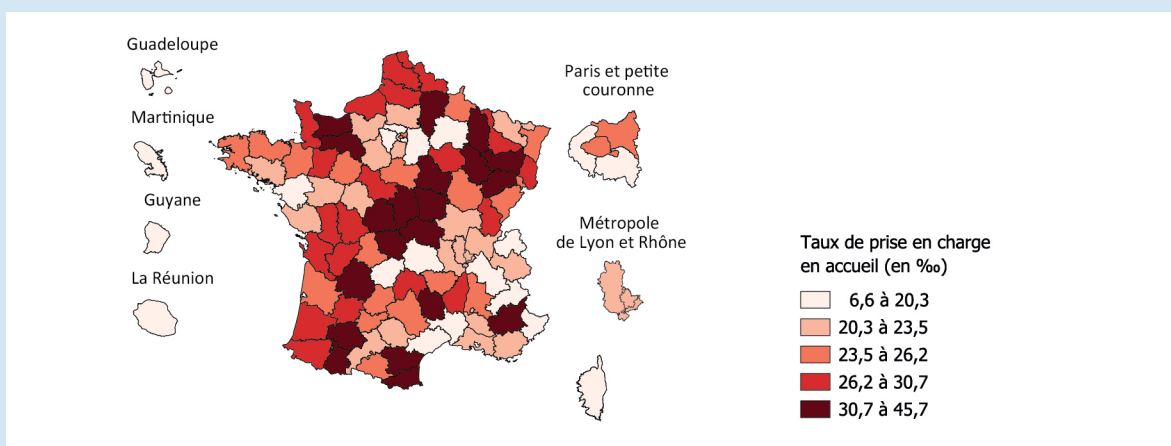 Guadeloupe
Martinique
Guyane
La Réunion
Paris et petite
couronne
Métropole
de Lyon et Rhône
Taux de prise en charge
en accueil (en ‰)
6,6 à 20,3
20,3 à 23,5
23,5 à 26,2
26,2 à 30,7
30,7 à 45,7